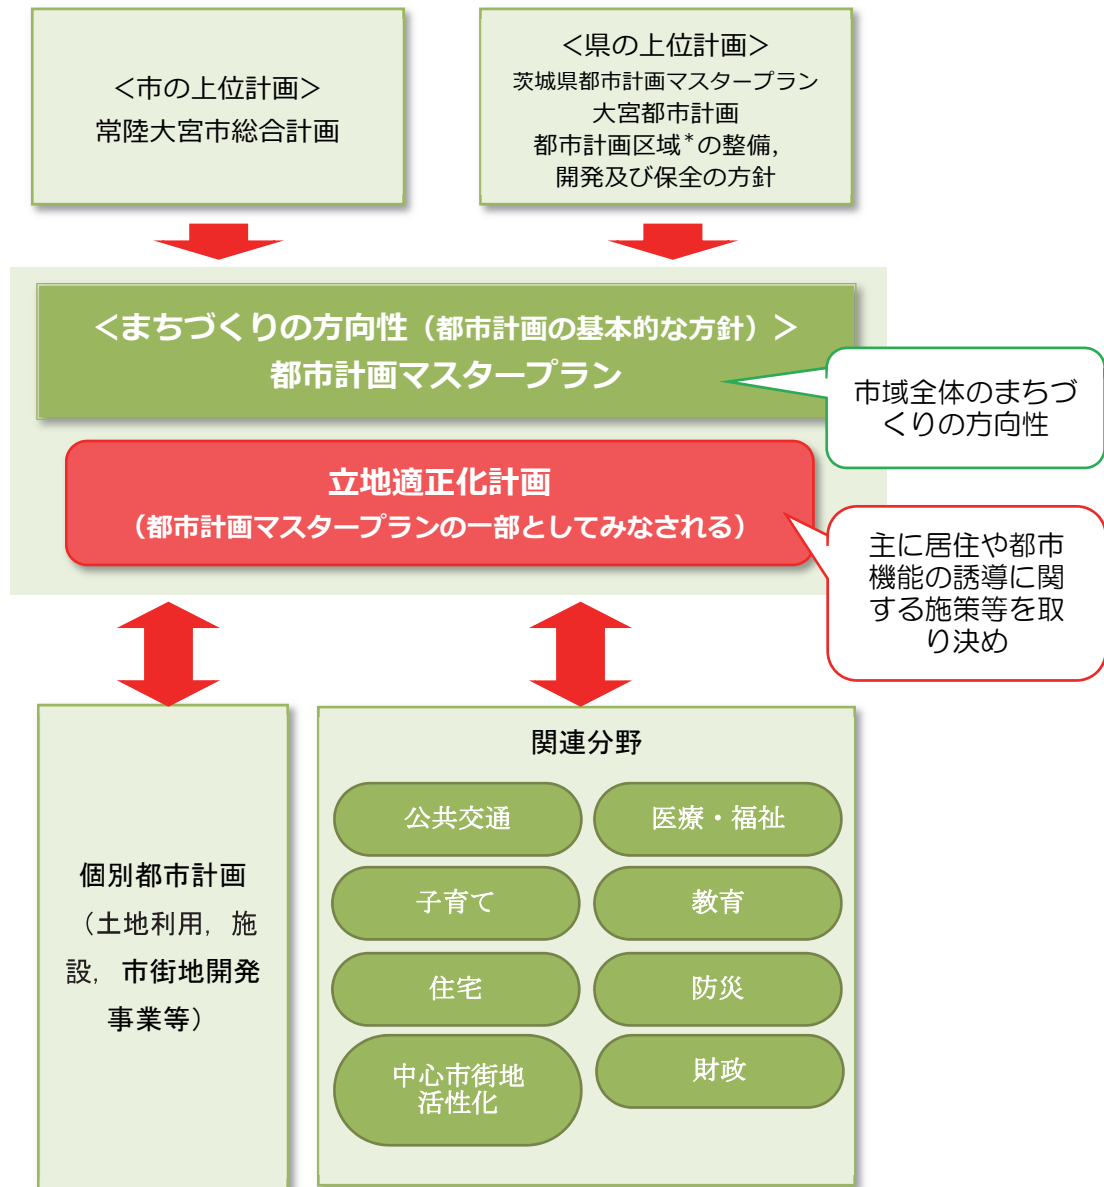 ＜市の上位計画＞
常陸大宮市総合計画
＜県の上位計画＞
茨城県都市計画マスタープラン
大宮都市計画
都市計画区域*の整備，
開発及び保全の方針
＜まちづくりの方向性（都市計画の基本的な方針）＞
都市計画マスタープラン
市域全体のまちづ
くりの方向性
立地適正化計画
（都市計画マスタープランの一部としてみなされる）
主に居住や都市
機能の誘導に関
する施策等を取
り決め
個別都市計画
（土地利用，施
設，市街地開発
事業等）
関連分野
公共交通
医療・福祉
子育て
教育
住宅
防災
中心市街地
活性化
財政